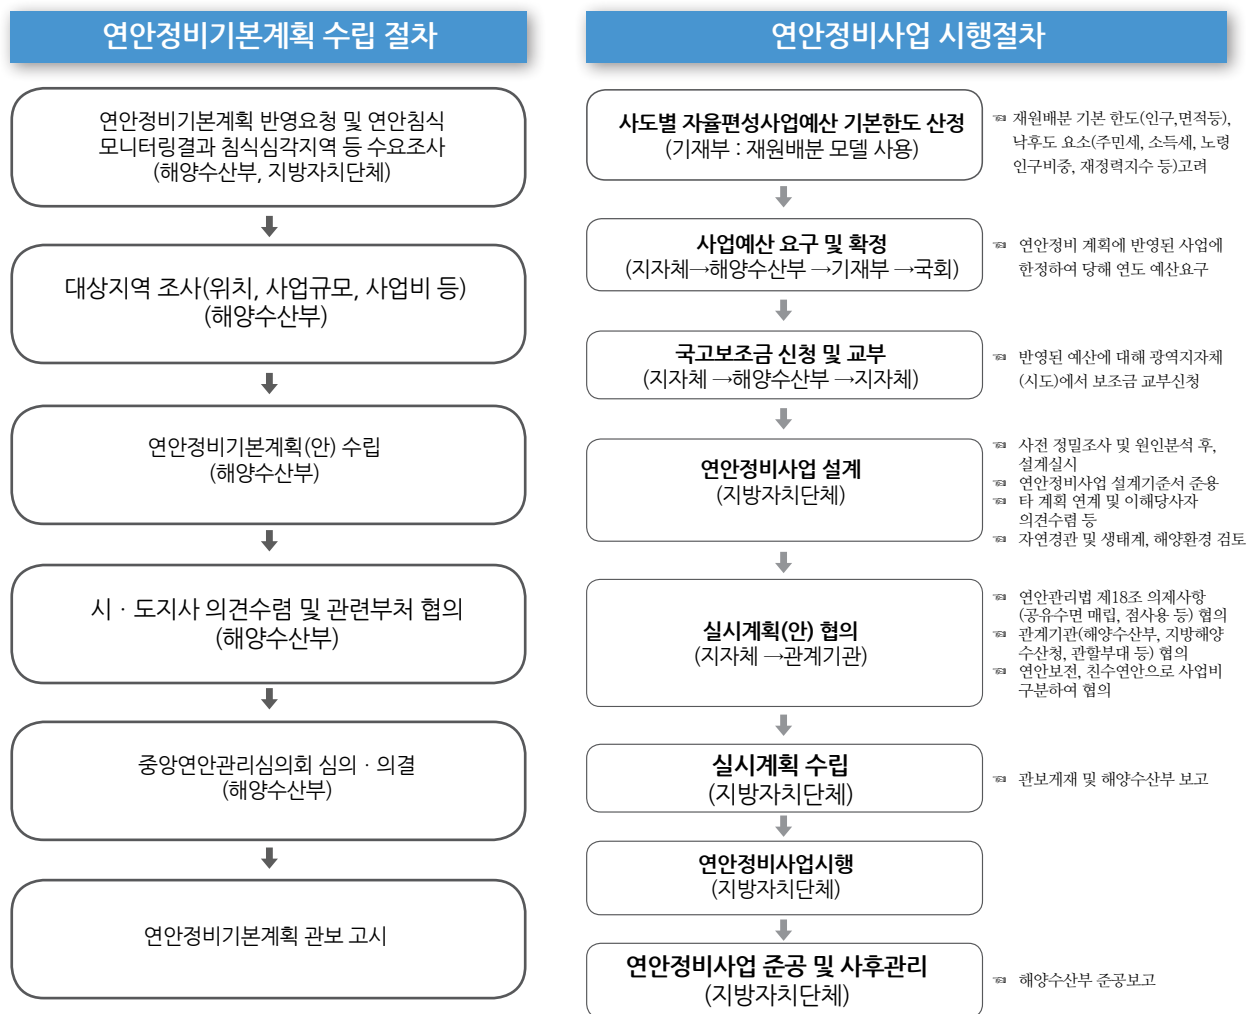 연안정비기본계획 수립 절차
연안정비기본계획 반영요청 및 연안침식
모니터링결과 침식심각지역 등 수요조사
(해양수산부, 지방자치단체)
대상지역 조사(위치, 사업규모, 사업비 등)
(해양수산부)
연안정비기본계획(안) 수립
(해양수산부)
시 · 도지사 의견수렴 및 관련부처 협의
(해양수산부)
중앙연안관리심의회 심의 · 의결
(해양수산부)
연안정비기본계획 관보 고시
연안정비사업 시행절차
사도별 자율편성사업예산 기본한도 산정
(기재부 : 재원배분 모델 사용)
☜ 재원배분 기본 한도(인구,면적등),
낙후도 요소(주민세, 소득세, 노령
인구비중, 재정력지수 등)고려
사업예산 요구 및 확정
(지자체→해양수산부 →기재부 →국회)
☜ 연안정비 계획에 반영된 사업에
한정하여 당해 연도 예산요구
국고보조금 신청 및 교부
(지자체 →해양수산부 →지자체)
☜ 반영된 예산에 대해 광역지자체
(시도)에서 보조금 교부신청
연안정비사업 설계
(지방자치단체)
☜ 사전 정밀조사 및 원인분석 후,
설계실시
☜ 연안정비사업 설계기준서 준용
☜ 타 계획 연계 및 이해당사자
의견수렴 등
☜ 자연경관 및 생태계, 해양환경 검토
실시계획(안) 협의
(지자체 →관계기관)
☜ 연안관리법 제18조 의제사항
(공유수면 매립, 점사용 등) 협의
☜ 관계기관(해양수산부, 지방해양
수산청, 관할부대 등) 협의
☜ 연안보전, 친수연안으로 사업비
구분하여 협의
실시계획 수립
(지방자치단체)
☜ 관보게재 및 해양수산부 보고
연안정비사업시행
(지방자치단체)
연안정비사업 준공 및 사후관리
(지방자치단체)
☜ 해양수산부 준공보고